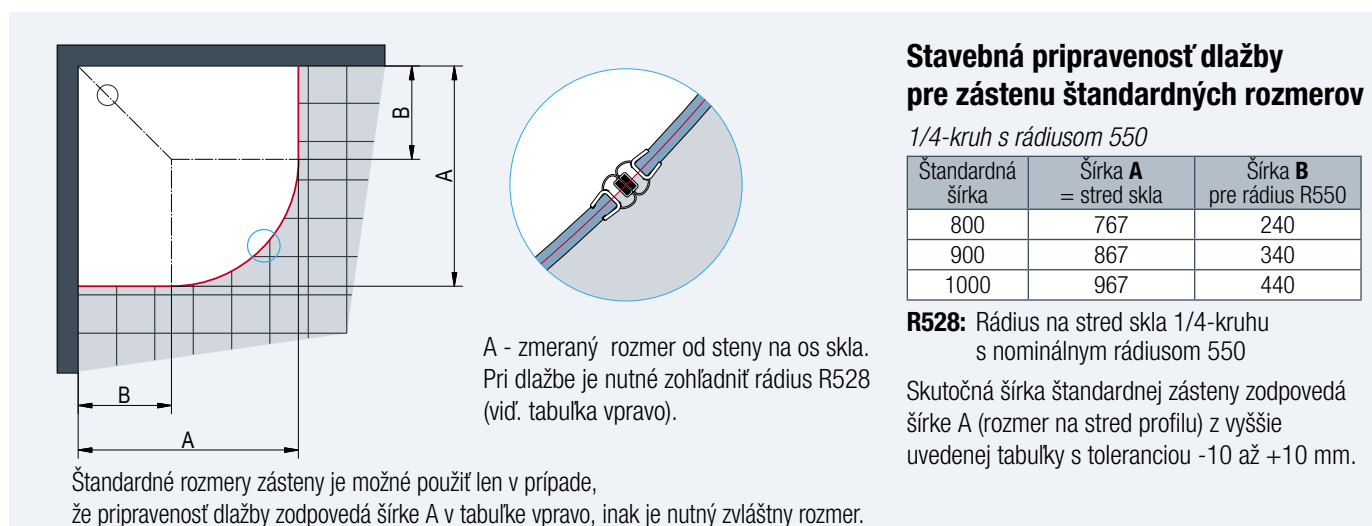 B
A
B
A
A - zmeraný rozmer od steny na os skla.
Pri dlažbe je nutné zohľadniť rádius R528
(viď. tabuľka vpravo).
Štandardné rozmery zásteny je možné použiť len v prípade,
že pripravenosť dlažby zodpovedá šírke A v tabuľke vpravo, inak je nutný zvláštny rozmer.
Stavebná pripravenosť dlažby
pre zástenu štandardných rozmerov
1/4-kruh s rádiusom 550
Štandardná šírka | Šírka A = stred skla | Šírka B pre rádius R550
800 | 767 | 240
900 | 867 | 340
1000 | 967 | 440
R528: Rádius na stred skla 1/4-kruhu
s nominálnym rádiusom 550
Skutočná šírka štandardnej zásteny zodpovedá
šírke A (rozmer na stred profilu) z vyššie
uvedenej tabuľky s toleranciou -10 až +10 mm.